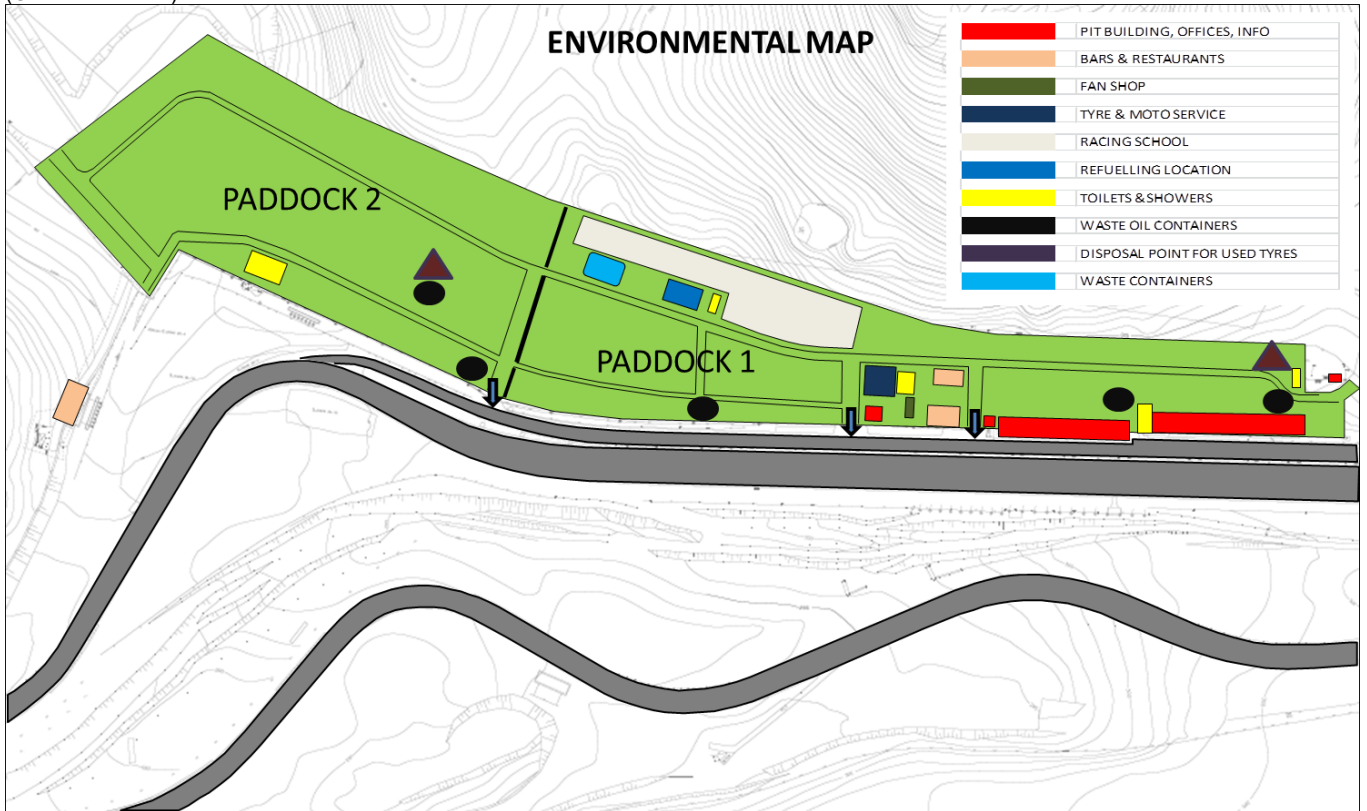 ENVIRONMENTAL MAP
PIT BUILDING, OFFICES, INFO
BARS & RESTAURANTS
FAN SHOP
TYRE & MOTO SERVICE
RACING SCHOOL
REFUELLING LOCATION
TOILETS & SHOWERS
WASTE OIL CONTAINERS
DISPOSAL POINT FOR USED TYRES
WASTE CONTAINERS
PADDOCK 2
PADDOCK 1